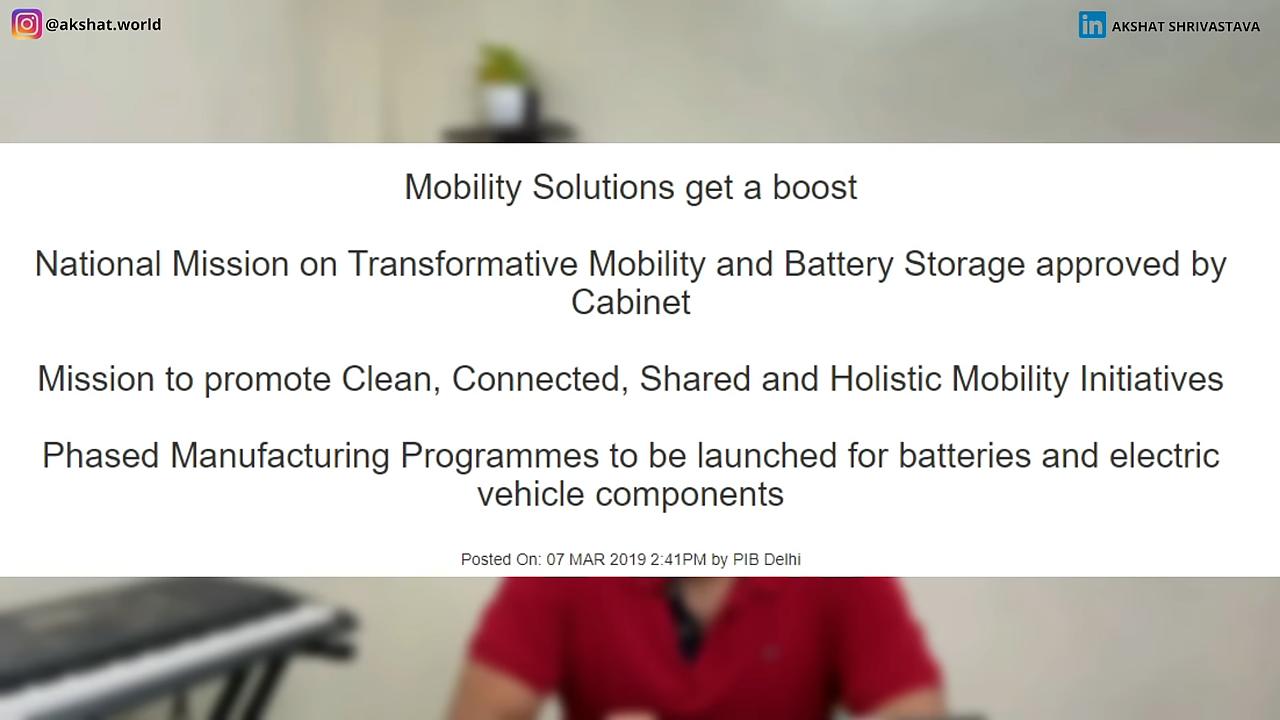 @akshat.world
in AKSHAT SHRIVASTAVA
Mobility Solutions get a boost
National Mission on Transformative Mobility and Battery Storage approved by
Cabinet
Mission to promote Clean, Connected, Shared and Holistic Mobility Initiatives
Phased Manufacturing Programmes to be launched for batteries and electric
vehicle components
Posted On: 07 MAR 2019 2:41PM by PIB Delhi